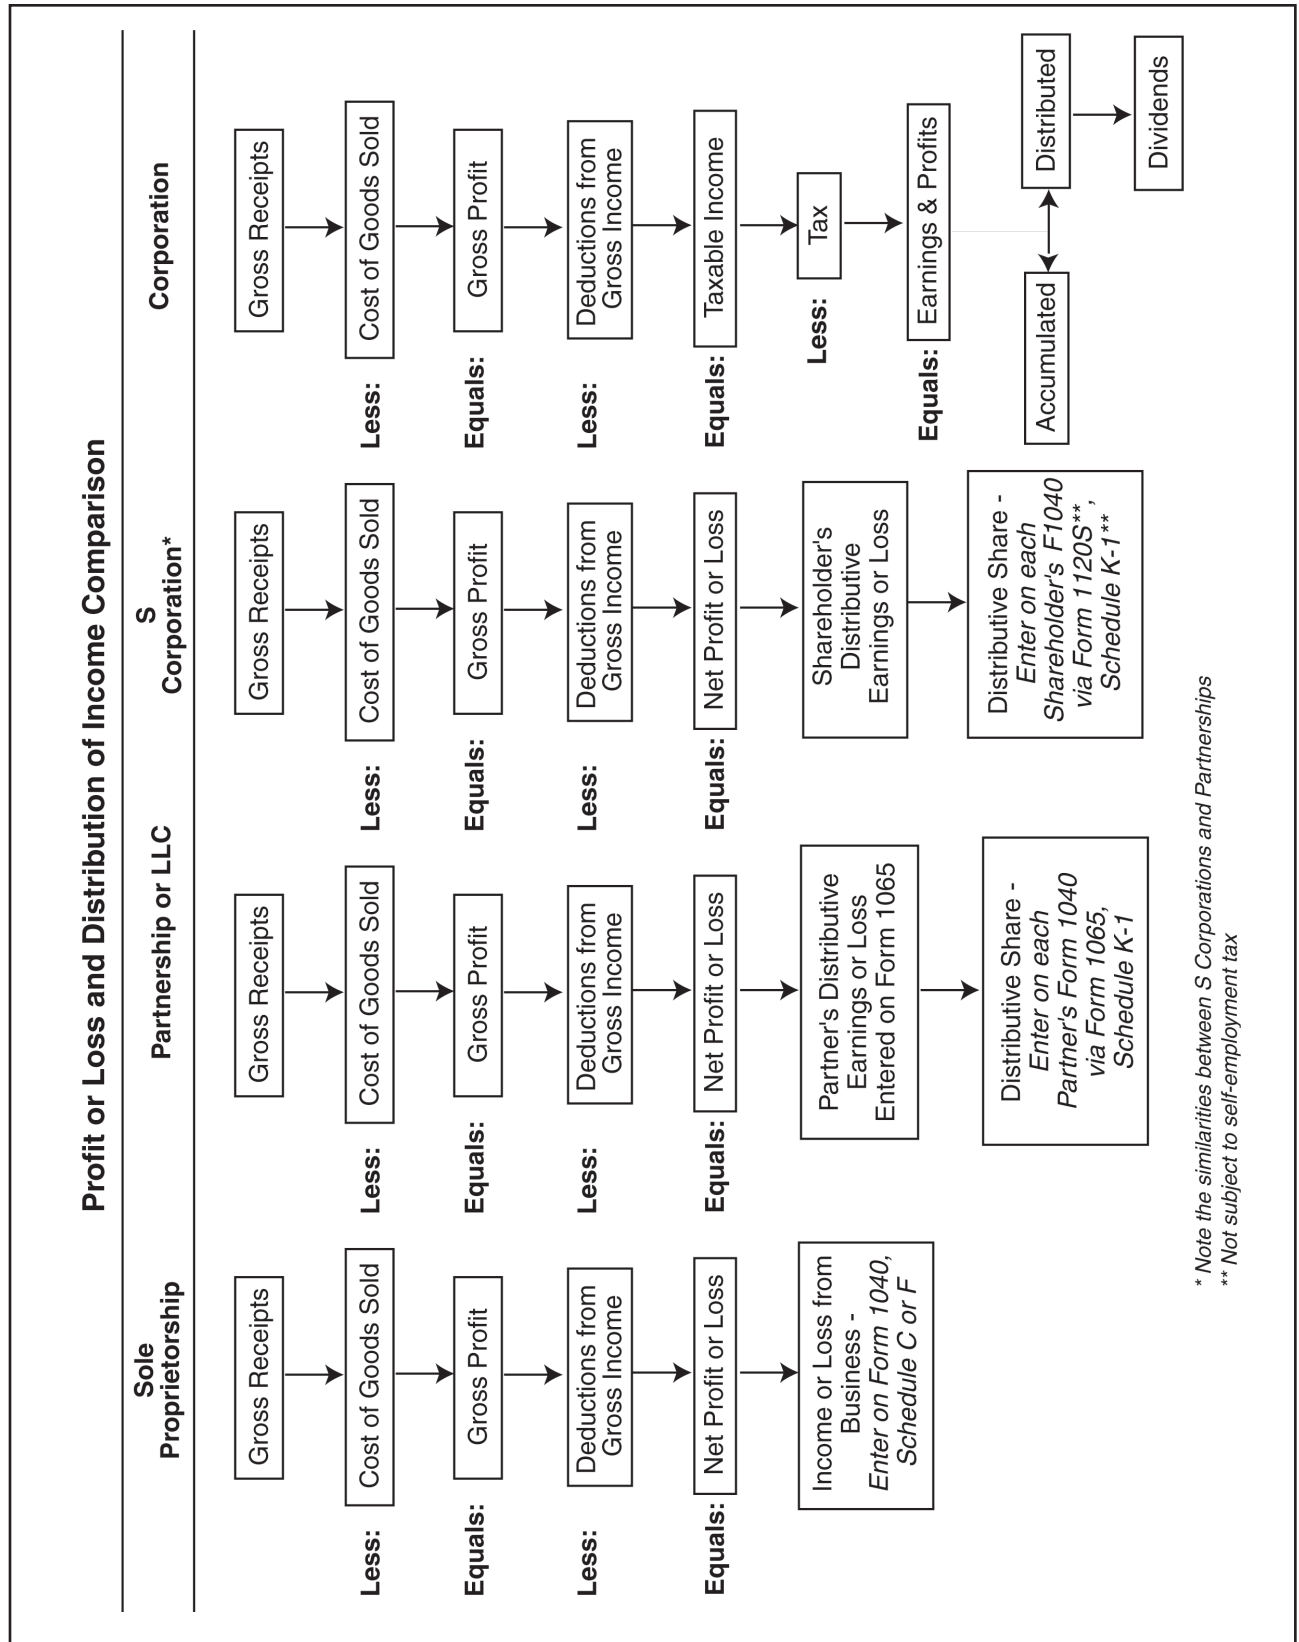 Profit or Loss and Distribution of Income Comparison
Sole
Proprietorship
Partnership or LLC
S
Corporation*
Corporation
Gross Receipts
Less:
Cost of Goods Sold
Equals:
Gross Profit
Less:
Deductions from
Gross Income
Equals:
Net Profit or Loss
Income or Loss from
Business -
Enter on Form 1040,
Schedule C or F
Gross Receipts
Less:
Cost of Goods Sold
Equals:
Gross Profit
Less:
Deductions from
Gross Income
Equals:
Net Profit or Loss
Partner's Distributive
Earnings or Loss
Entered on Form 1065
Distributive Share -
Enter on each
Partner's Form 1040
via Form 1065,
Schedule K-1
Gross Receipts
Less:
Cost of Goods Sold
Equals:
Gross Profit
Less:
Deductions from
Gross Income
Equals:
Net Profit or Loss
Shareholder's
Distributive
Earnings or Loss
Distributive Share -
Enter on each
Shareholder's F1040
via Form 1120S**,
Schedule K-1**
Gross Receipts
Less:
Cost of Goods Sold
Equals:
Gross Profit
Less:
Deductions from
Gross Income
Equals:
Taxable Income
Less:
Tax
Equals:
Earnings & Profits
Accumulated
Distributed
Dividends
* Note the similarities between S Corporations and Partnerships
** Not subject to self-employment tax